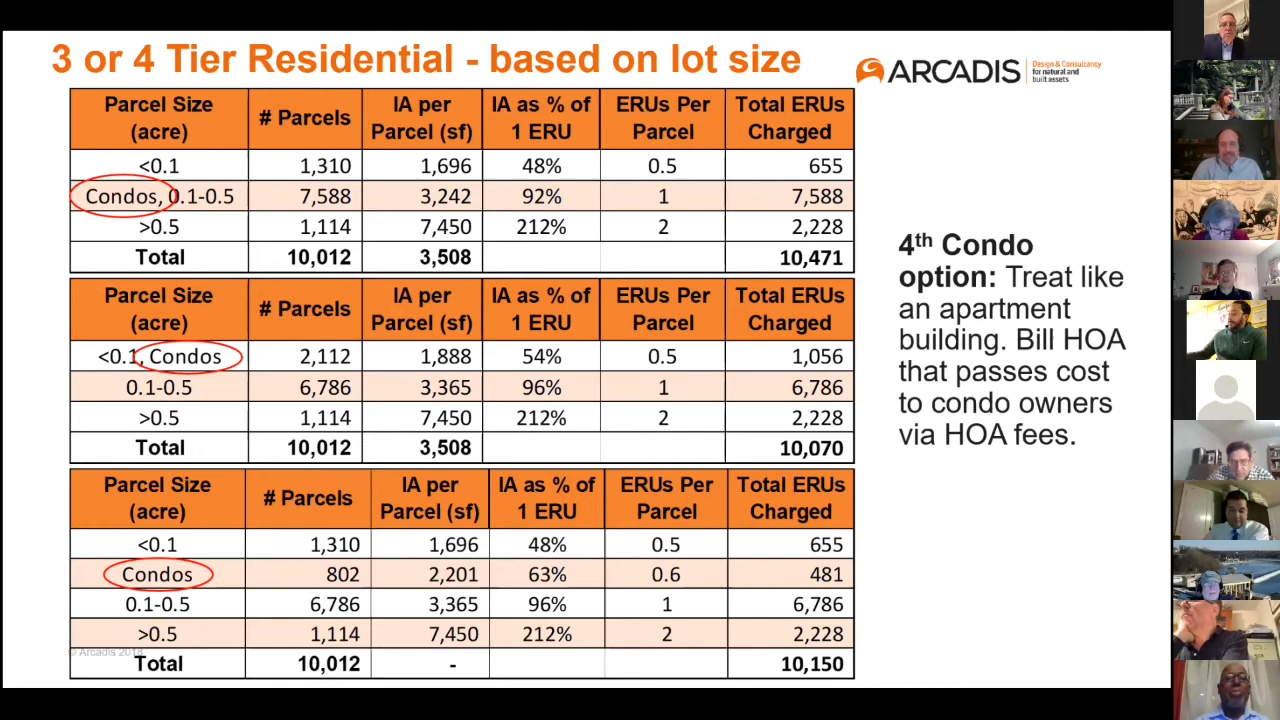 3 or 4 Tier Residential - based on lot size
ARCADIS
Design & Consultancy
for natural and
built assets
Parcel Size (acre) # Parcels IA per Parcel (sf) IA as % of 1 ERU ERUs Per Parcel Total ERUs Charged
<0.1 1,310 1,696 48% 0.5 655
Condos, 0.1-0.5 7,588 3,242 92% 1 7,588
>0.5 1,114 7,450 212% 2 2,228
Total 10,012 3,508 10,471
Parcel Size (acre) # Parcels IA per Parcel (sf) IA as % of 1 ERU ERUs Per Parcel Total ERUs Charged
<0.1, Condos 2,112 1,888 54% 0.5 1,056
0.1-0.5 6,786 3,365 96% 1 6,786
>0.5 1,114 7,450 212% 2 2,228
Total 10,012 3,508 10,070
Parcel Size (acre) # Parcels IA per Parcel (sf) IA as % of 1 ERU ERUs Per Parcel Total ERUs Charged
<0.1 1,310 1,696 48% 0.5 655
Condos 802 2,201 63% 0.6 481
0.1-0.5 6,786 3,365 96% 1 6,786
>0.5 1,114 7,450 212% 2 2,228
© Arcadis 2018
Total 10,012 - 10,150
4th Condo
option: Treat like
an apartment
building. Bill HOA
that passes cost
to condo owners
via HOA fees.